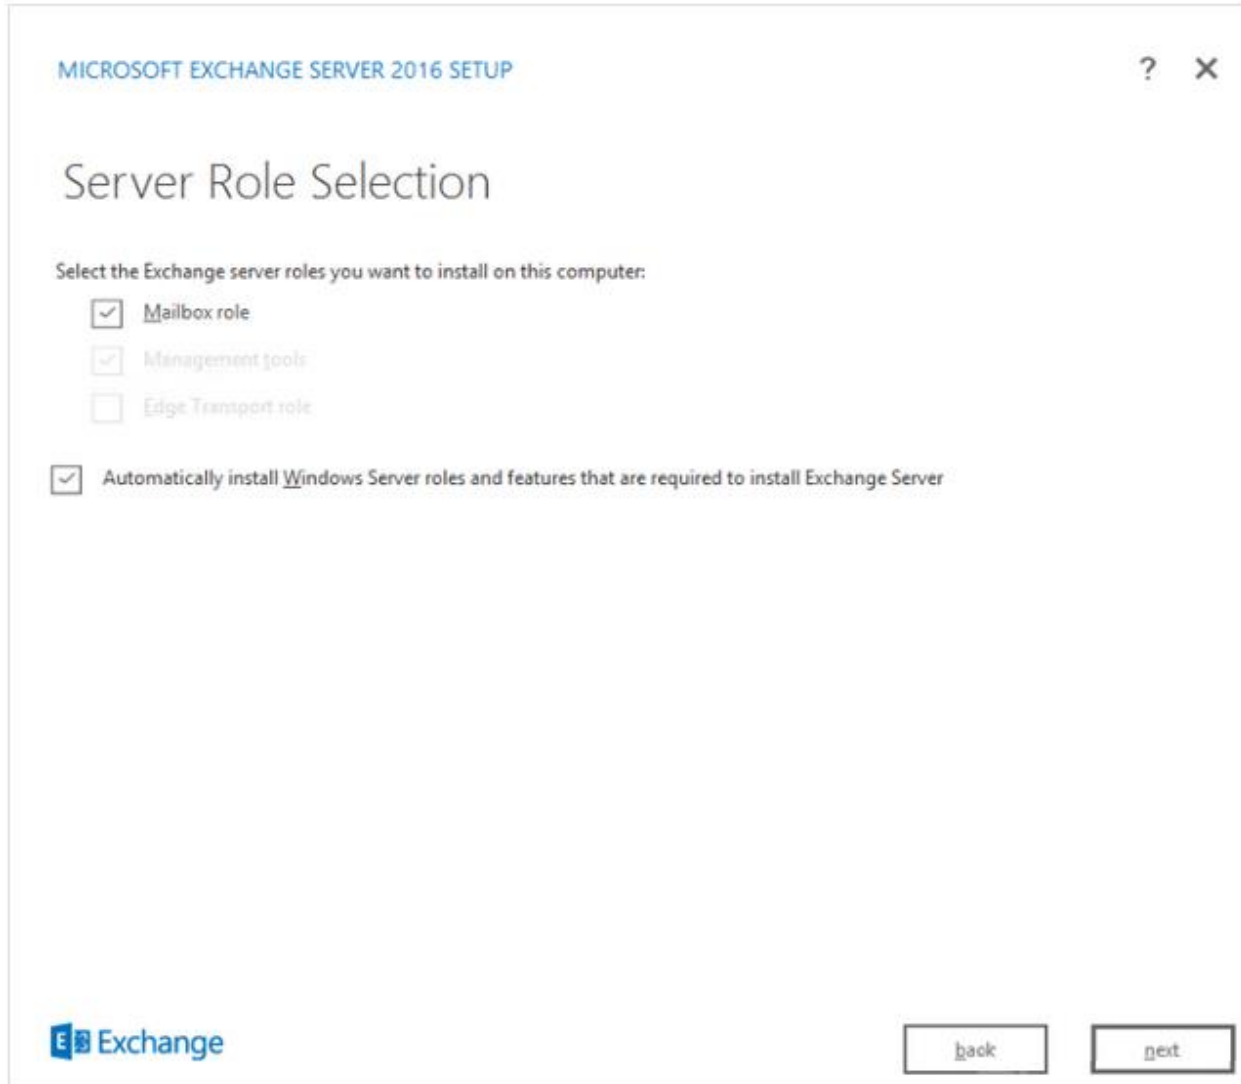 MICROSOFT EXCHANGE SERVER 2016 SETUP
?
Server Role Selection
Select the Exchange server roles you want to install on this computer:
Mailbox role
Management tools
Edge Transport role
Automatically install Windows Server roles and features that are required to install Exchange Server
E Exchange
back
next